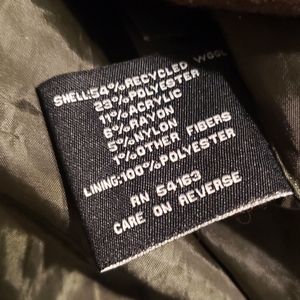 SHELL:54%RECYCLED WOOL
23%POLYESTER
11%ACRYLIC
6%RAYON
5%NYLON
1%OTHER FIBERS
LINING:100%POLYESTER
RN 54163
CARE ON REVERSE